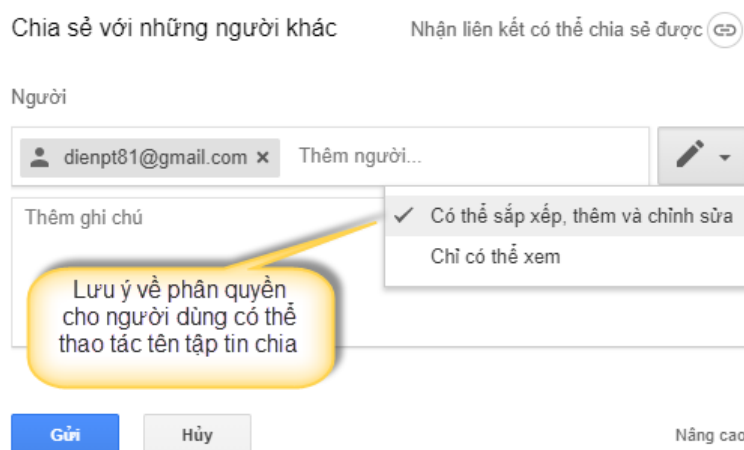 Chia sẻ với những người khác
Nhận liên kết có thể chia sẻ được
Người
dienpt81@gmail.com ×
Thêm người...
Thêm ghi chú
Có thể sắp xếp, thêm và chỉnh sửa
Chỉ có thể xem
Lưu ý về phân quyền
cho người dùng có thể
thao tác tên tập tin chia
Gửi
Hủy
Nâng cao